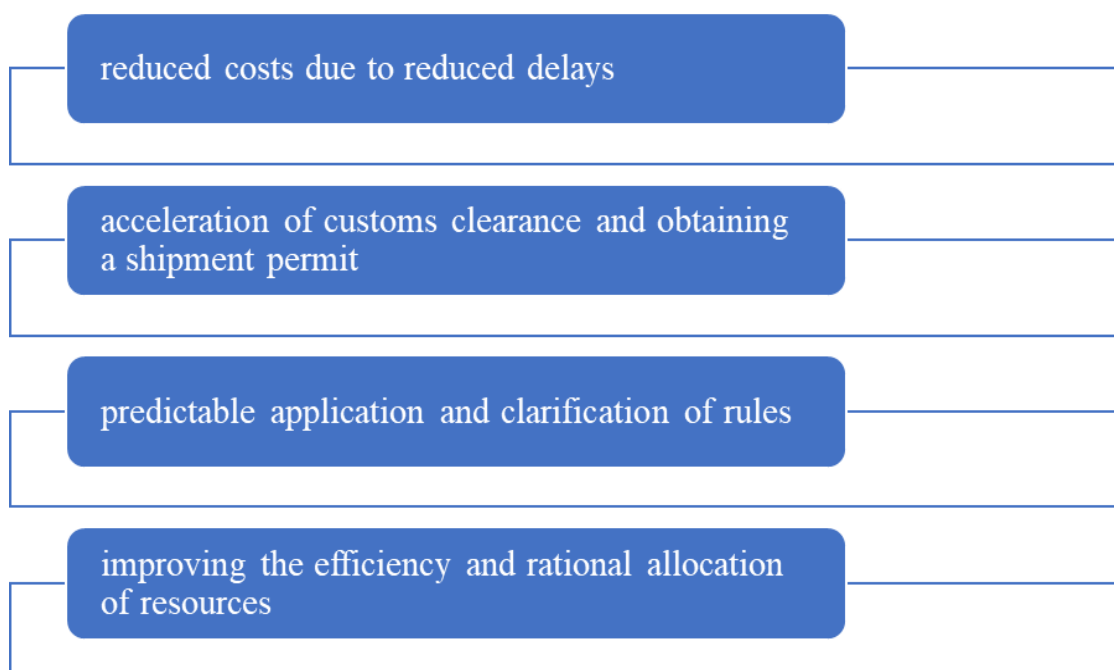 reduced costs due to reduced delays
acceleration of customs clearance and obtaining
a shipment permit
predictable application and clarification of rules
improving the efficiency and rational allocation
of resources